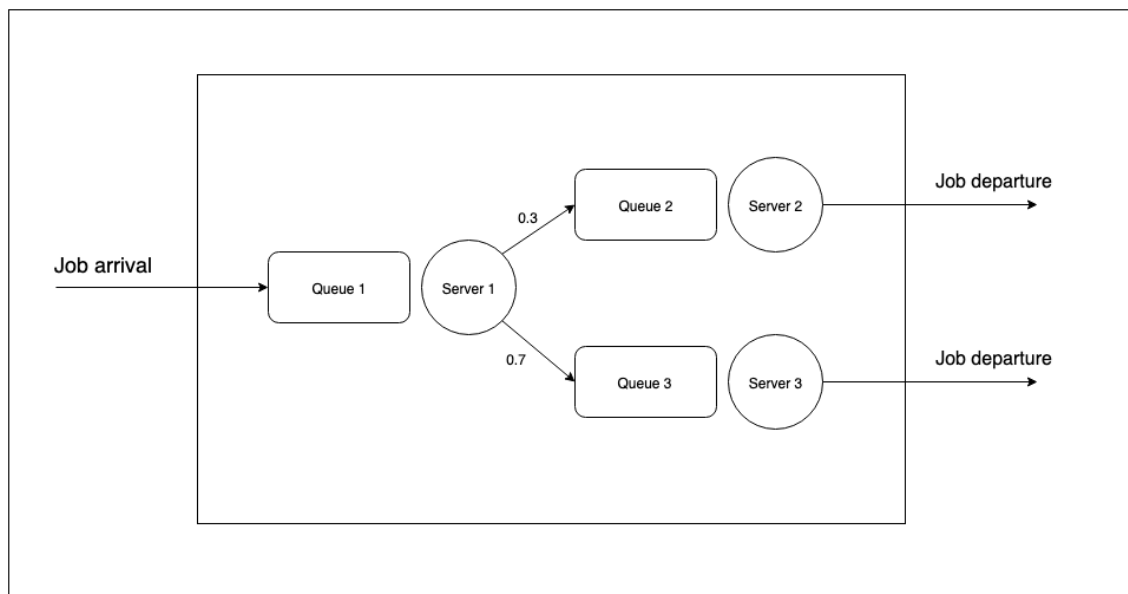 Job arrival
Queue 1
Server 1
0.3
0.7
Queue 2
Server 2
Job departure
Queue 3
Server 3
Job departure